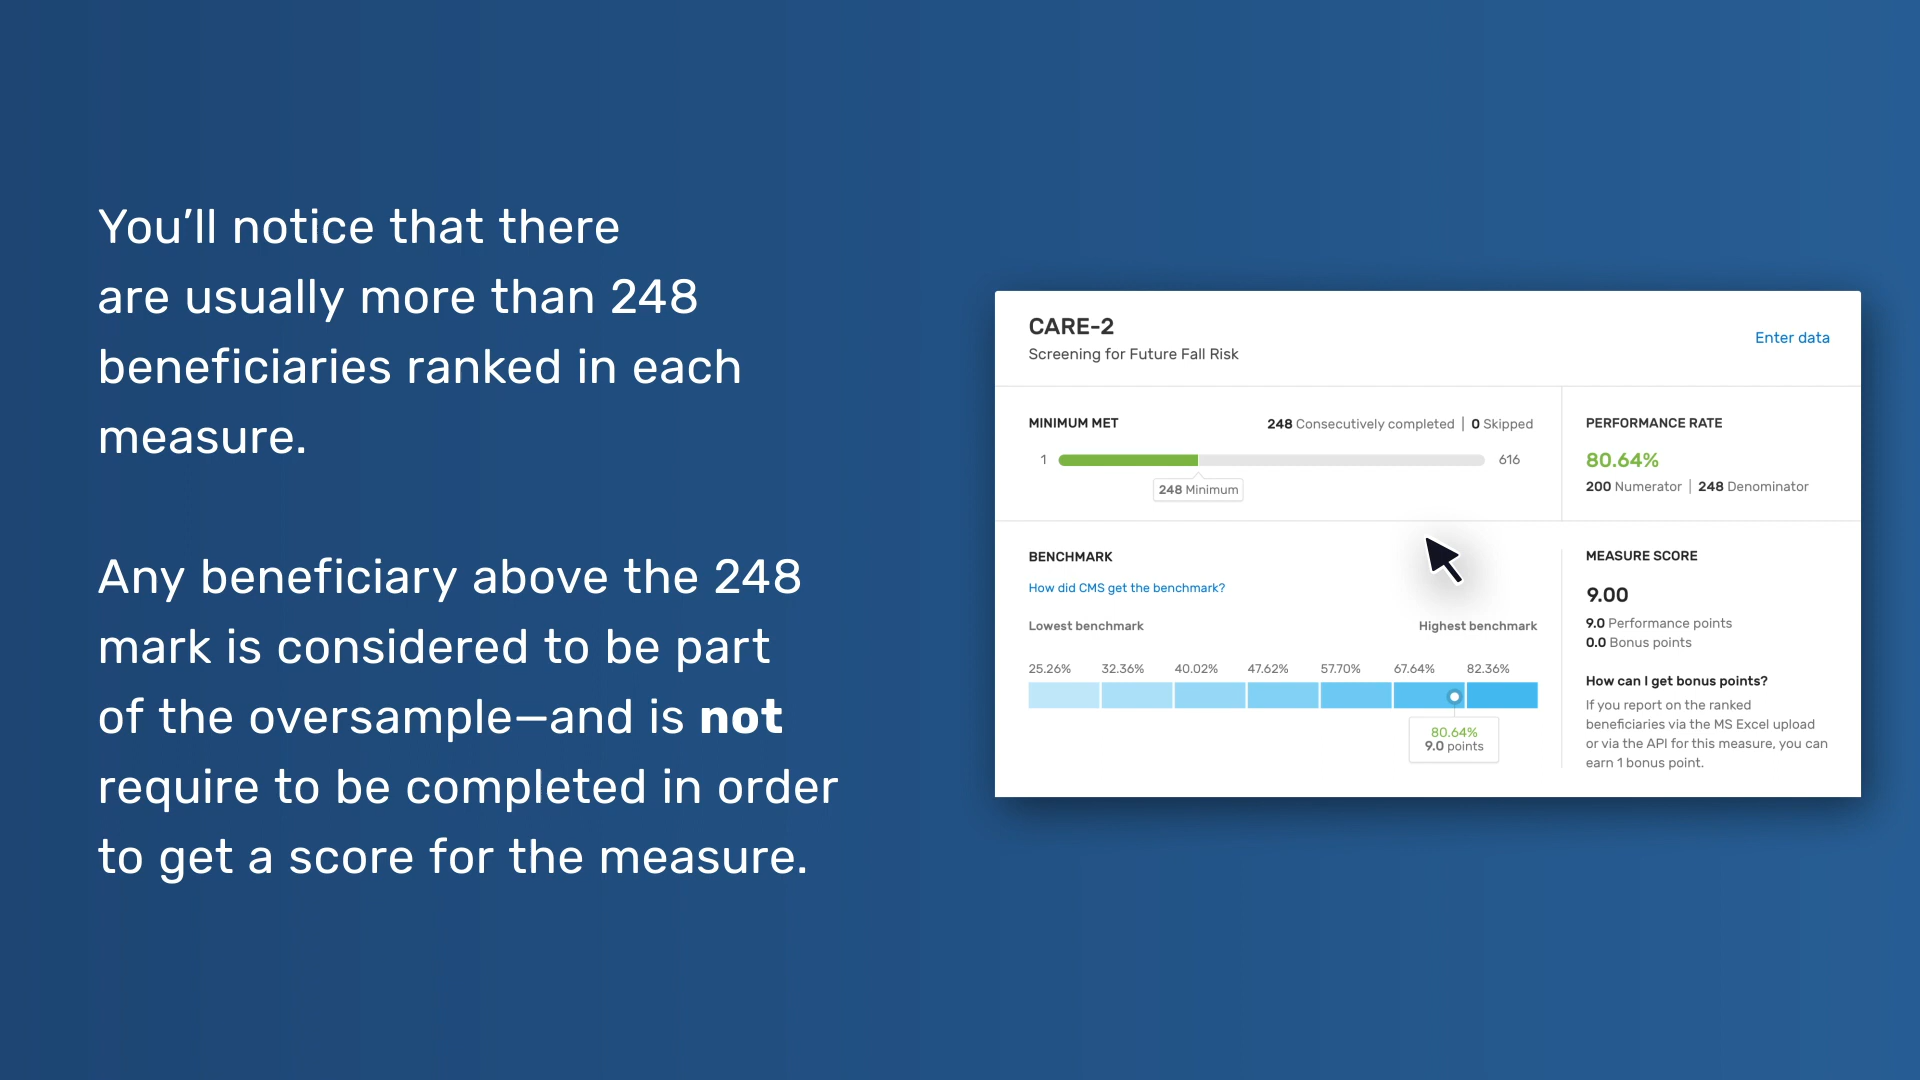 You’ll notice that there
are usually more than 248
beneficiaries ranked in each
measure.
Any beneficiary above the 248
mark is considered to be part
of the oversample—and is not
require to be completed in order
to get a score for the measure.
CARE-2
Screening for Future Fall Risk
Enter data
MINIMUM MET
248 Consecutively completed | 0 Skipped
1
616
248 Minimum
PERFORMANCE RATE
80.64%
200 Numerator | 248 Denominator
BENCHMARK
How did CMS get the benchmark?
Lowest benchmark
Highest benchmark
25.26% 32.36% 40.02% 47.62% 57.70% 67.64% 82.36%
80.64%
9.0 points
MEASURE SCORE
9.00
9.0 Performance points
0.0 Bonus points
How can I get bonus points?
If you report on the ranked
beneficiaries via the MS Excel upload
or via the API for this measure, you can
earn 1 bonus point.